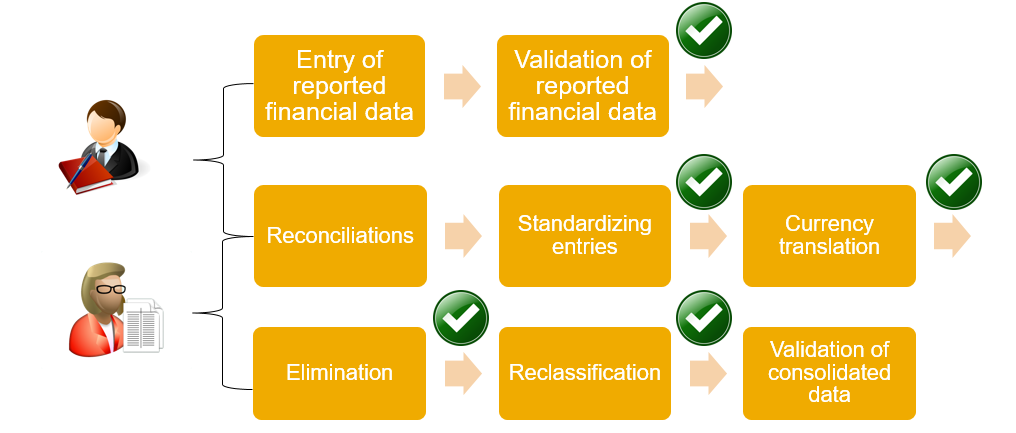 Entry of
reported
financial data
Validation of
reported
financial data
Reconciliations
Standardizing
entries
Currency
translation
Elimination
Reclassification
Validation of
consolidated
data